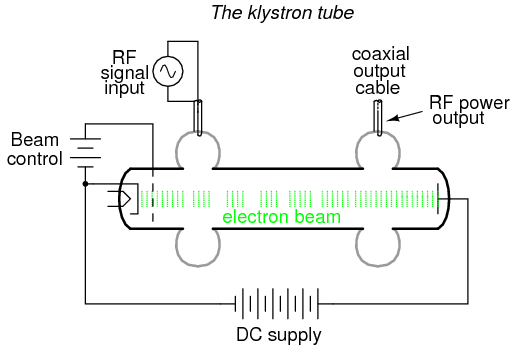 The klystron tube
RF
signal
input
coaxial
output
cable
RF power
output
Beam
control
electron beam
DC supply